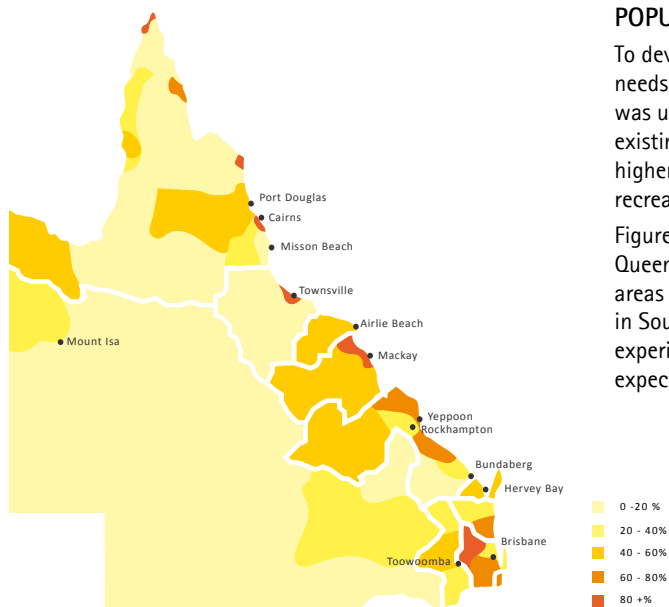 Port Douglas
Cairns
Misson Beach
Townsville
Airlie Beach
Mount Isa
Mackay
Yeppoon
Rockhampton
Bundaberg
Hervey Bay
Brisbane
Toowoomba
0 -20 %
20 - 40%
40 - 60%
60 - 80%
80 +%
POPU
To dev
needs
was u
existin
higher
recrea
Figure
Queen
areas
in Sou
experi
expec